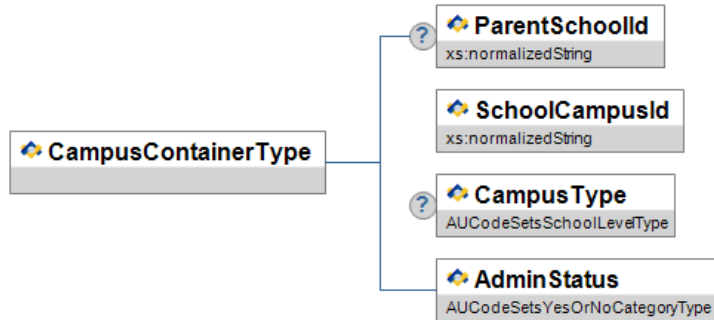 ParentSchoolId
?
xs:normalizedString
SchoolCampusId
xs:normalizedString
CampusContainerType
CampusType
?
AUCodeSetsSchoolLevelType
AdminStatus
AUCodeSetsYesOrNoCategoryType